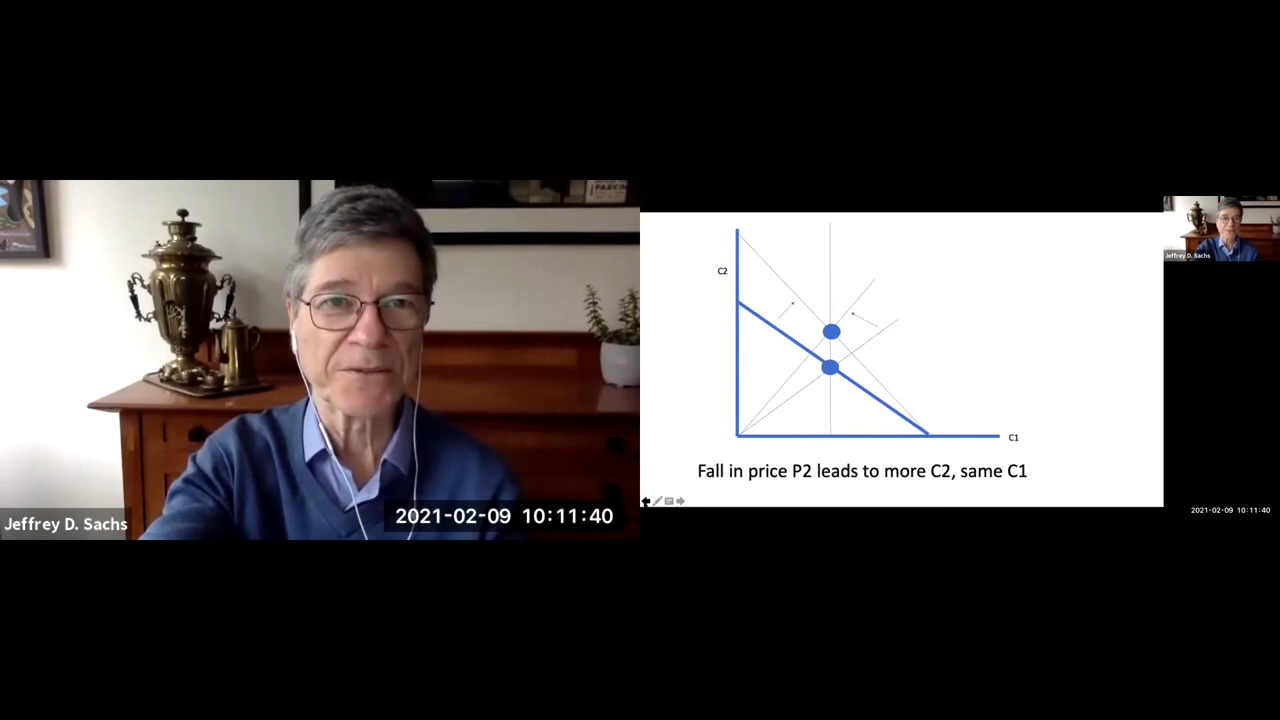 PARKIN
Jeffrey D. Sachs
2021-02-09 10:11:40
C2
C1
Fall in price P2 leads to more C2, same C1
Jeffrey D. Sachs
2021-02-09 10:11:40